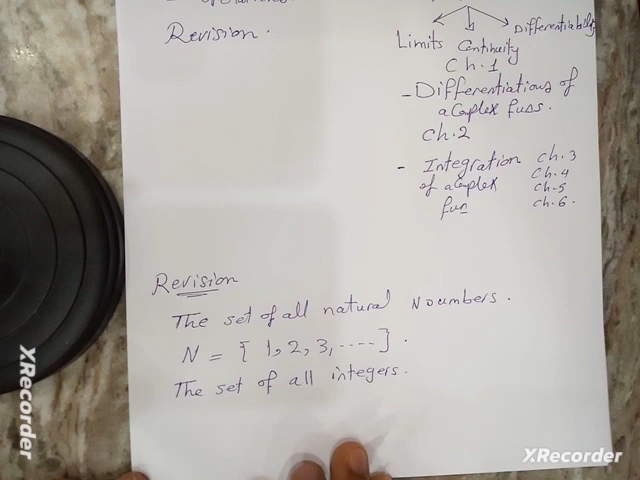 Revision.
Differentiability
Limits Continuity
Ch.1
- Differentiations of
a Complex funs.
Ch.2
- Integration ch.3
of a Complex ch.4
fun ch.5
ch.6.
Revision
The set of all natural Noumbers.
N = { 1, 2, 3, ..... } .
The set of all integers.
XRecorder
XRecorder